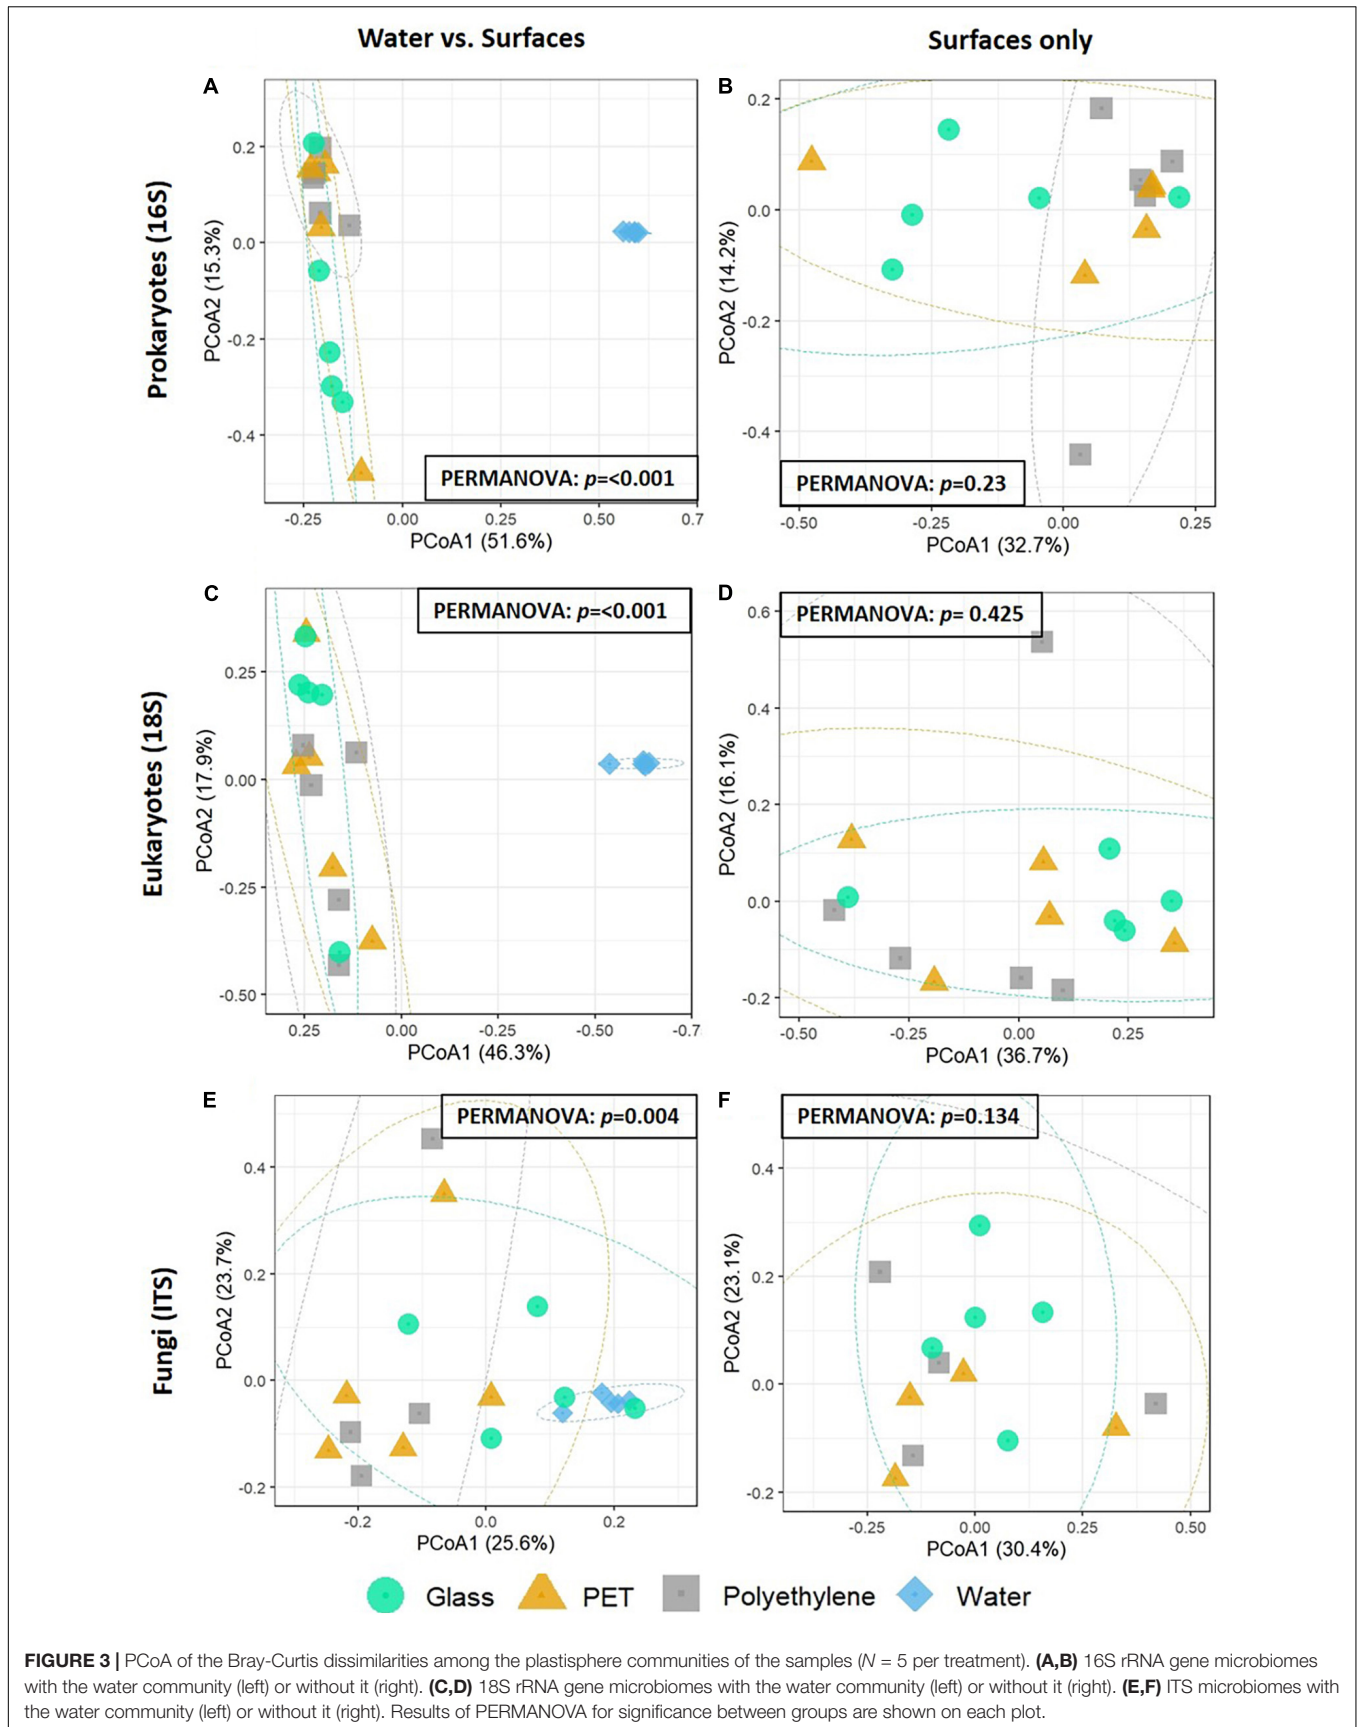 Water vs. Surfaces
Surfaces only
Prokaryotes (16S)
A
PCoA2 (15.3%)
0.2
0.0
-0.2
-0.4
PERMANOVA: p=<0.001
-0.25 0.00 0.25 0.50 0.7
PCoA1 (51.6%)
B
PCoA2 (14.2%)
0.2
0.0
-0.2
-0.4
PERMANOVA: p=0.23
-0.50 -0.25 0.00 0.25
PCoA1 (32.7%)
Eukaryotes (18S)
C
PERMANOVA: p=<0.001
PCoA2 (17.9%)
0.25
0.00
-0.25
-0.50
0.25 0.00 -0.25 -0.50 -0.7
PCoA1 (46.3%)
D
PERMANOVA: p= 0.425
PCoA2 (16.1%)
0.6
0.4
0.2
0.0
-0.2
-0.50 -0.25 0.00 0.25
PCoA1 (36.7%)
Fungi (ITS)
E
PERMANOVA: p=0.004
PCoA2 (23.7%)
0.4
0.2
0.0
-0.2
-0.2 0.0 0.2
PCoA1 (25.6%)
F
PERMANOVA: p=0.134
PCoA2 (23.1%)
0.4
0.2
0.0
-0.2
-0.25 0.00 0.25 0.50
PCoA1 (30.4%)
Glass PET Polyethylene Water
FIGURE 3 | PCoA of the Bray-Curtis dissimilarities among the plastisphere communities of the samples (N = 5 per treatment). (A,B) 16S rRNA gene microbiomes
with the water community (left) or without it (right). (C,D) 18S rRNA gene microbiomes with the water community (left) or without it (right). (E,F) ITS microbiomes with
the water community (left) or without it (right). Results of PERMANOVA for significance between groups are shown on each plot.